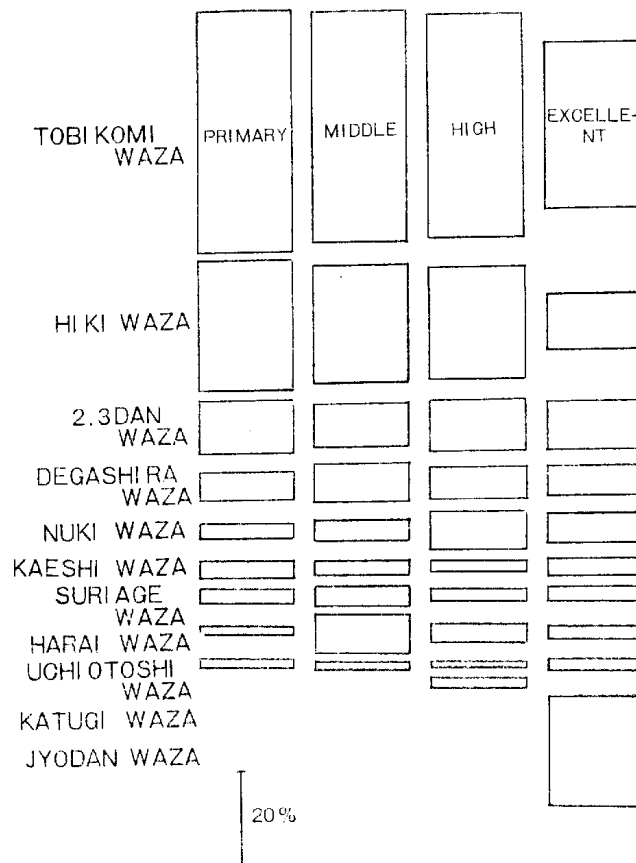 TOBIKOMI WAZA
PRIMARY
MIDDLE
HIGH
EXCELLE-
NT
HIKI WAZA
2.3DAN
WAZA
DEGASHIRA
WAZA
NUKI WAZA
KAESHI WAZA
SURIAGE
WAZA
HARAI WAZA
UCHIOTOSHI
WAZA
KATUGI WAZA
JYODAN WAZA
20%